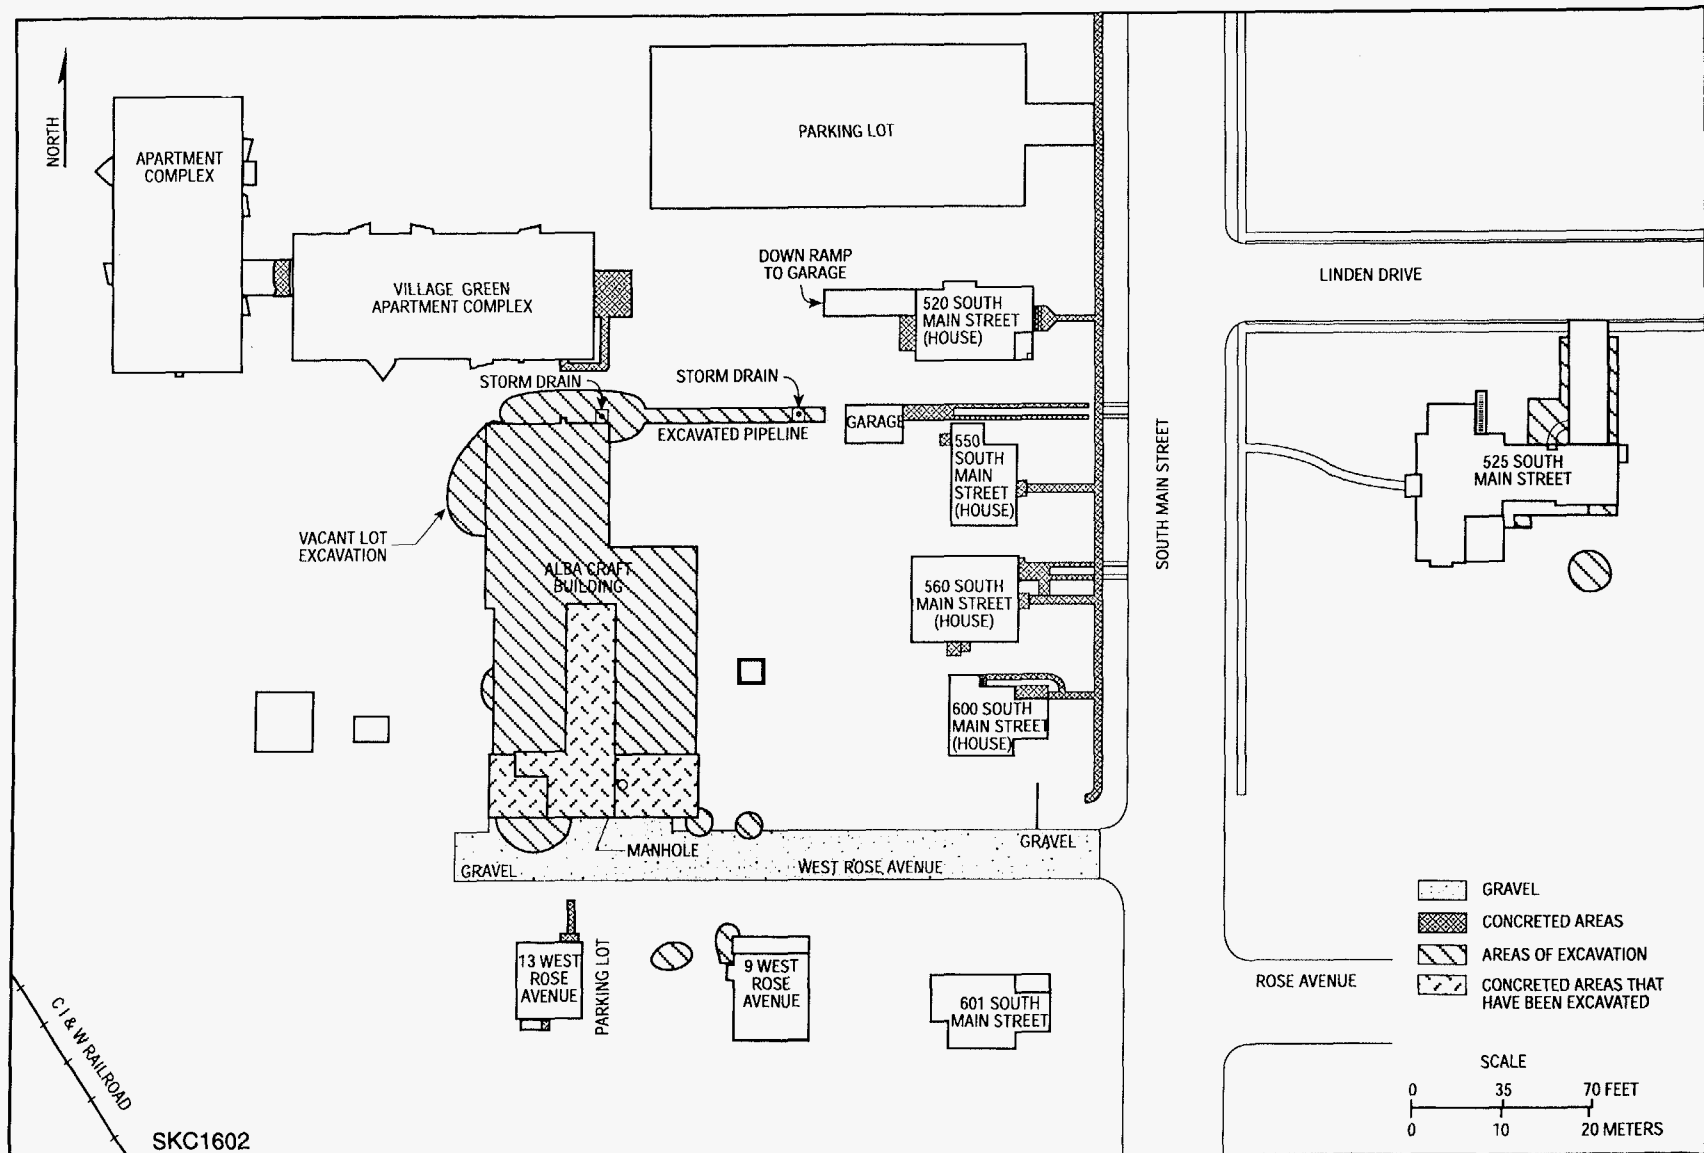 NORTH
APARTMENT
COMPLEX
PARKING LOT
VILLAGE GREEN
APARTMENT COMPLEX
DOWN RAMP
TO GARAGE
520 SOUTH
MAIN STREET
(HOUSE)
LINDEN DRIVE
STORM DRAIN
STORM DRAIN
EXCAVATED PIPELINE
GARAGE
550
SOUTH
MAIN
STREET
(HOUSE)
SOUTH MAIN STREET
525 SOUTH
MAIN STREET
VACANT LOT
EXCAVATION
ALBA CRAFT
BUILDING
560 SOUTH
MAIN STREET
(HOUSE)
600 SOUTH
MAIN STREET
(HOUSE)
MANHOLE
GRAVEL
GRAVEL
WEST ROSE AVENUE
13 WEST
ROSE
AVENUE
PARKING LOT
9 WEST
ROSE
AVENUE
601 SOUTH
MAIN STREET
ROSE AVENUE
GRAVEL
CONCRETED AREAS
AREAS OF EXCAVATION
CONCRETED AREAS THAT
HAVE BEEN EXCAVATED
SCALE
0 35 70 FEET
0 10 20 METERS
C I & W RAILROAD
SKC1602